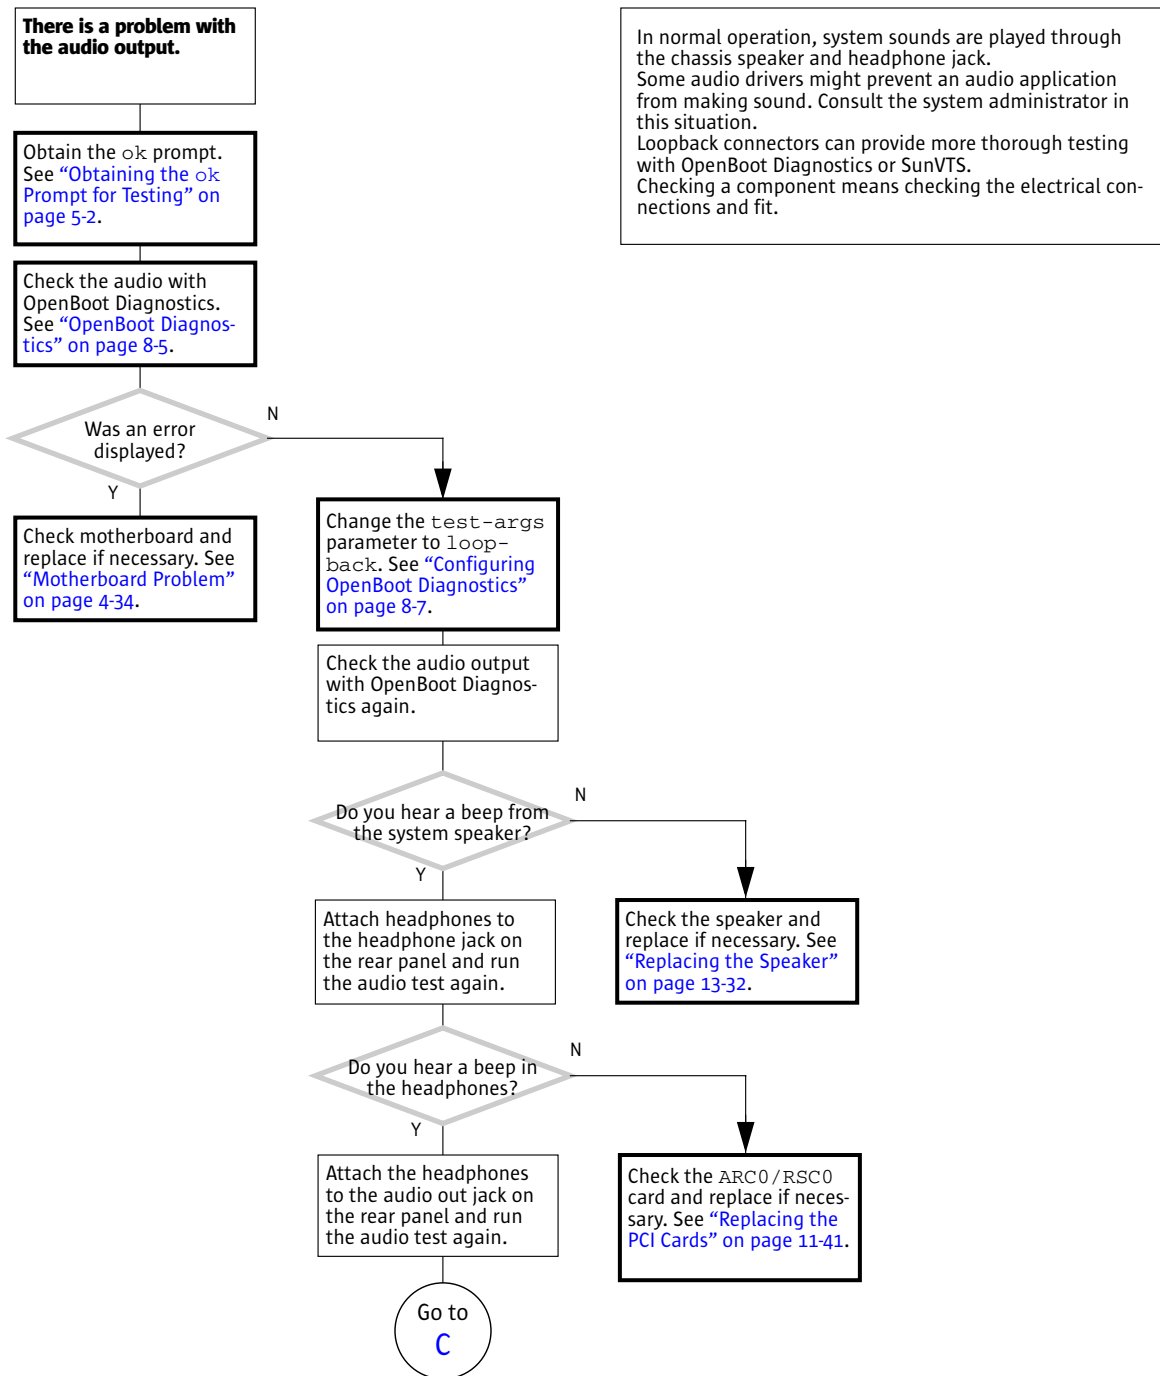 There is a problem with
the audio output.
In normal operation, system sounds are played through
the chassis speaker and headphone jack.
Some audio drivers might prevent an audio application
from making sound. Consult the system administrator in
this situation.
Loopback connectors can provide more thorough testing
with OpenBoot Diagnostics or SunVTS.
Checking a component means checking the electrical con-
nections and fit.
Obtain the ok prompt.
See “Obtaining the ok
Prompt for Testing” on
page 5-2.
Check the audio with
OpenBoot Diagnostics.
See “OpenBoot Diagnos-
tics” on page 8-5.
Was an error
displayed?
N
Y
Check motherboard and
replace if necessary. See
“Motherboard Problem”
on page 4-34.
Change the test-args
parameter to loop-
back. See “Configuring
OpenBoot Diagnostics”
on page 8-7.
Check the audio output
with OpenBoot Diagnos-
tics again.
Do you hear a beep from
the system speaker?
N
Y
Attach headphones to
the headphone jack on
the rear panel and run
the audio test again.
Check the speaker and
replace if necessary. See
“Replacing the Speaker”
on page 13-32.
Do you hear a beep in
the headphones?
N
Y
Attach the headphones
to the audio out jack on
the rear panel and run
the audio test again.
Check the ARC0/RSC0
card and replace if neces-
sary. See “Replacing the
PCI Cards” on page 11-41.
Go to
C